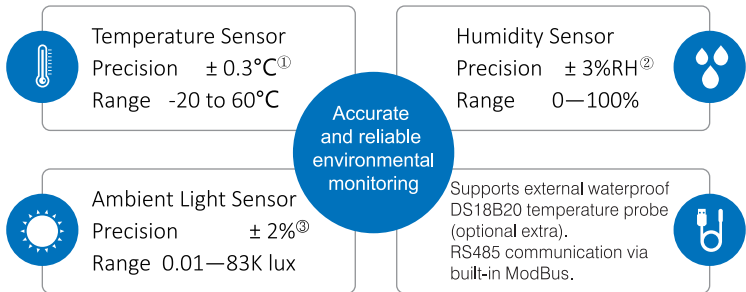 Temperature Sensor
Precision ± 0.3°C①
Range -20 to 60°C
Humidity Sensor
Precision ± 3%RH②
Range 0—100%
Accurate
and reliable
environmental
monitoring
Ambient Light Sensor
Precision ± 2%③
Range 0.01—83K lux
Supports external waterproof
DS18B20 temperature probe
(optional extra).
RS485 communication via
built-in ModBus.